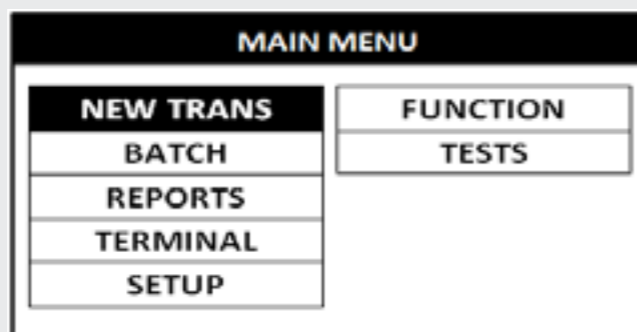 MAIN MENU
NEW TRANS
BATCH
REPORTS
TERMINAL
SETUP
FUNCTION
TESTS